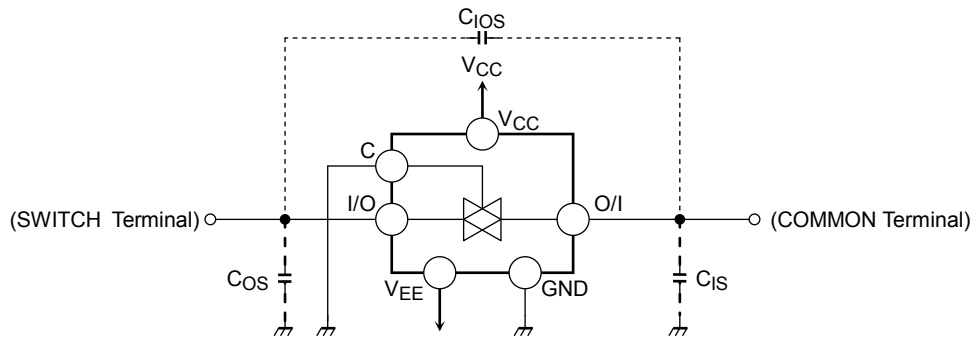 CIOS
VCC
VCC
C
I/O
O/I
(SWITCH Terminal)
(COMMON Terminal)
COS
VEE
GND
CIS